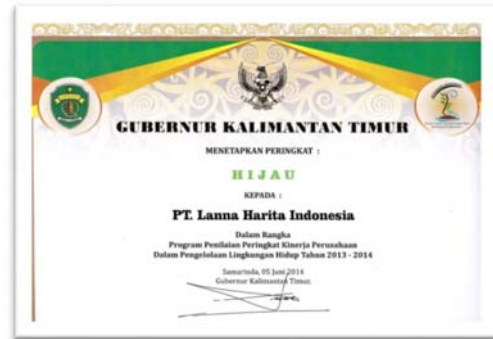 GUBERNUR KALIMANTAN TIMUR
MENETAPKAN PERINGKAT :
HIJAU
KEPADA :
PT. Lanna Harita Indonesia
Dalam Rangka
Program Penilaian Peringkat Kinerja Perusahaan
Dalam Pengelolaan Lingkungan Hidup Tahun 2013 - 2014
Samarinda, 05 Juni 2014
Gubernur Kalimantan Timur,